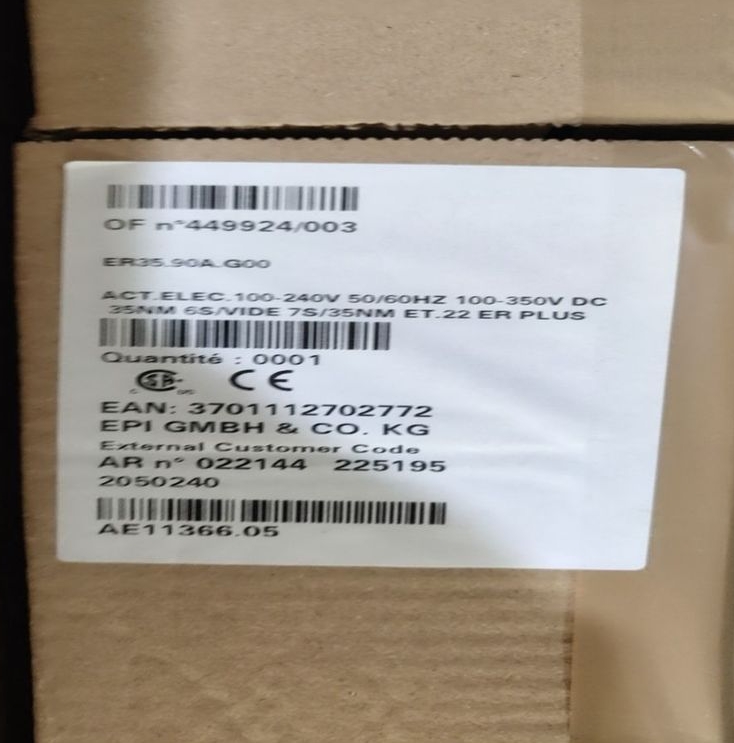 OF n°449924/003
ER35.90A.G00
ACT.ELEC.100-240V 50/60HZ 100-350V DC
35NM 6S/VIDE 7S/35NM ET.22 ER PLUS
Quantité : 0001
CE
EAN: 3701112702772
EPI GMBH & CO. KG
External Customer Code
AR n° 022144 225195
2050240
AE11366.05